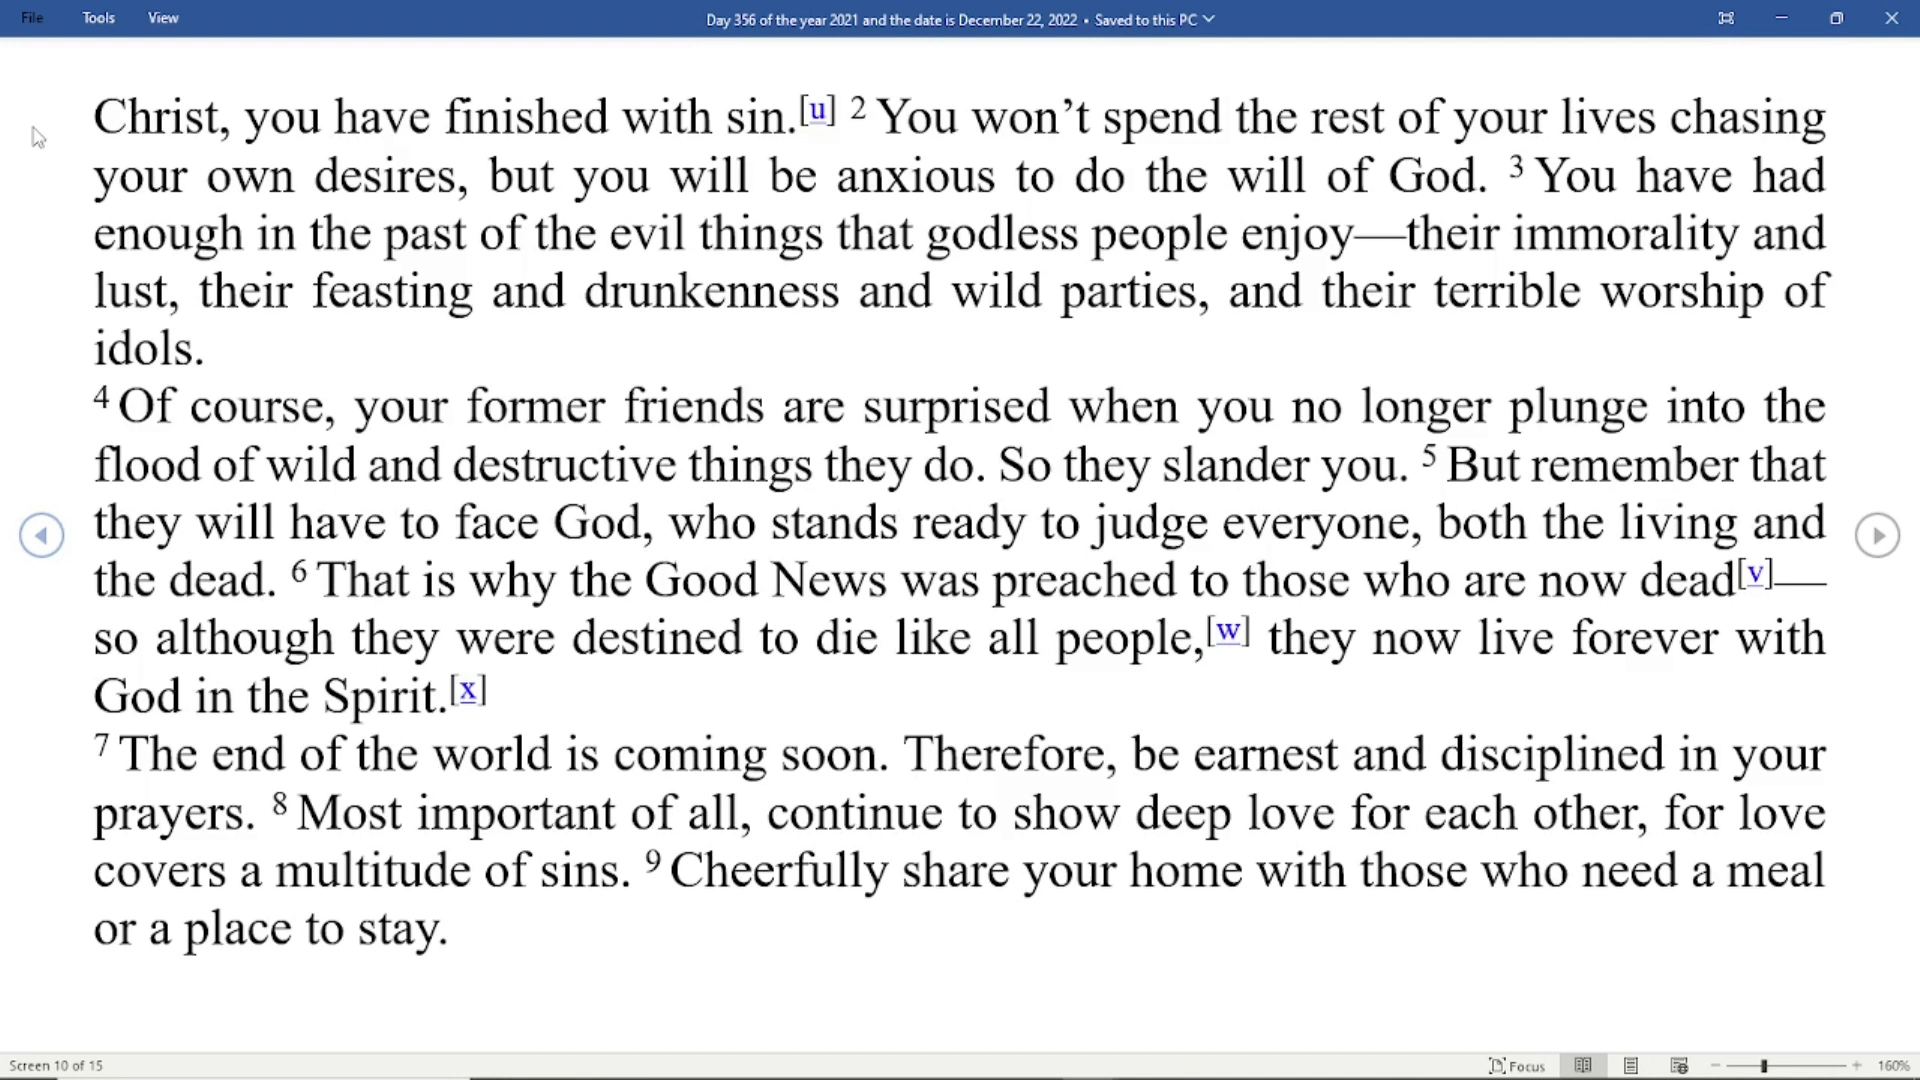 File Tools View Day 356 of the year 2021 and the date is December 22, 2022 • Saved to this PC
Christ, you have finished with sin.[u] 2 You won’t spend the rest of your lives chasing
your own desires, but you will be anxious to do the will of God. 3 You have had
enough in the past of the evil things that godless people enjoy—their immorality and
lust, their feasting and drunkenness and wild parties, and their terrible worship of
idols.
4 Of course, your former friends are surprised when you no longer plunge into the
flood of wild and destructive things they do. So they slander you. 5 But remember that
they will have to face God, who stands ready to judge everyone, both the living and
the dead. 6 That is why the Good News was preached to those who are now dead[v]—
so although they were destined to die like all people,[w] they now live forever with
God in the Spirit.[x]
7 The end of the world is coming soon. Therefore, be earnest and disciplined in your
prayers. 8 Most important of all, continue to show deep love for each other, for love
covers a multitude of sins. 9 Cheerfully share your home with those who need a meal
or a place to stay.
Screen 10 of 15 Focus 160%